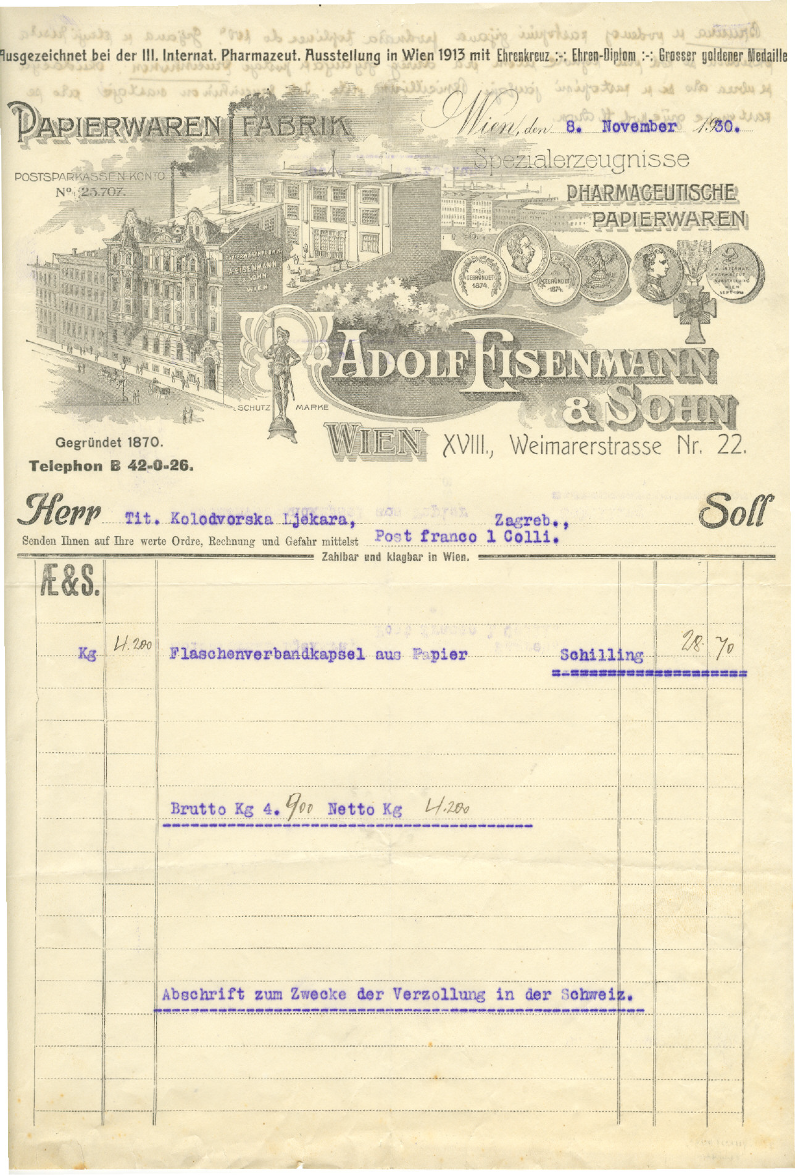 Ausgezeichnet bei der III. Internat. Pharmazeut. Ausstellung in Wien 1913 mit Ehrenkreuz :-: Ehren-Diplom :-: Grosser goldener Medaille
PAPIERWAREN FABRIK
Wien, den 8. November 1930.
POSTSPARKASSEN-KONTO
No. 25.707.
Spezialerzeugnisse
PHARMACEUTISCHE
PAPIERWAREN
GEGRÜNDET 1874.
GEGRÜNDET 1874.
ADOLF EISENMANN
& SOHN
SCHUTZ MARKE
WIEN XVIII., Weimarerstrasse Nr. 22.
Gegründet 1870.
Telephon B 42-0-26.
Herr Tit. Kolodvorska Ljekara, Zagreb., Soll
Senden Ihnen auf Ihre werte Ordre, Rechnung und Gefahr mittelst Post franco 1 Colli.
Zahlbar und klagbar in Wien.
Æ&S.
Kg 4.200 Flaschenverbandkapsel aus Papier Schilling 28.70
Brutto Kg 4.900 Netto Kg 4.200
Abschrift zum Zwecke der Verzollung in der Schweiz.